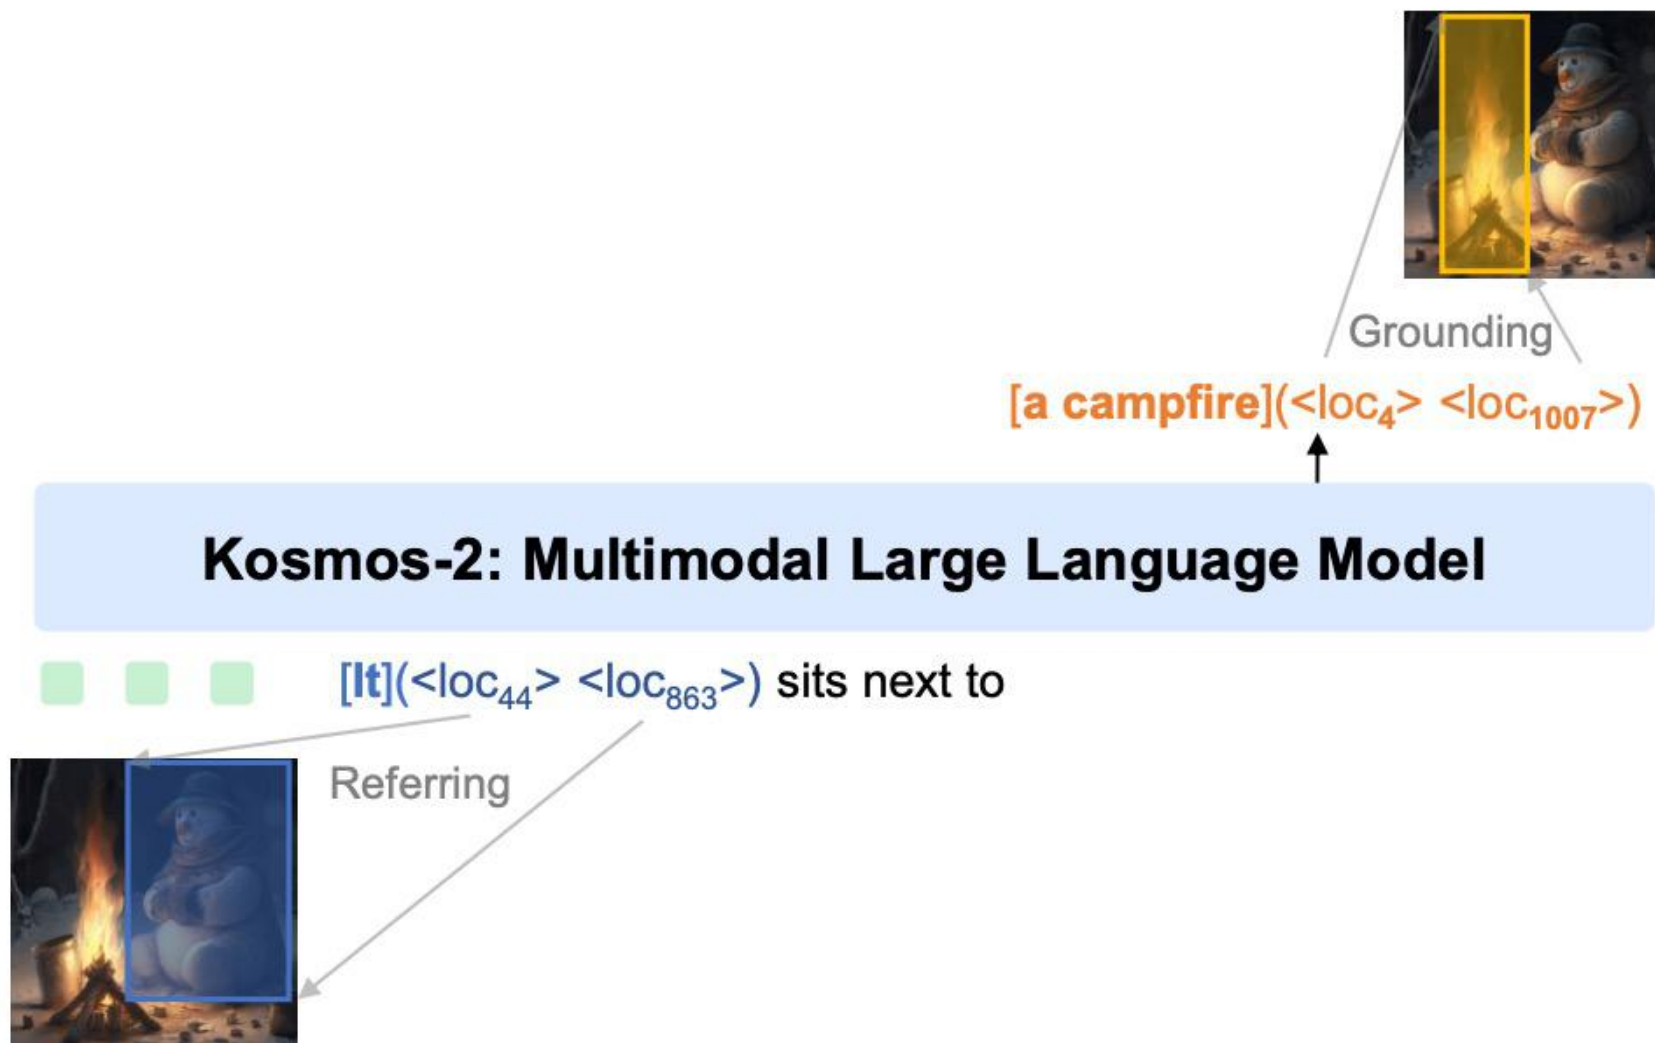 Grounding
[a campfire](<loc4> <loc1007>)
Kosmos-2: Multimodal Large Language Model
[It](<loc44> <loc863>) sits next to
Referring